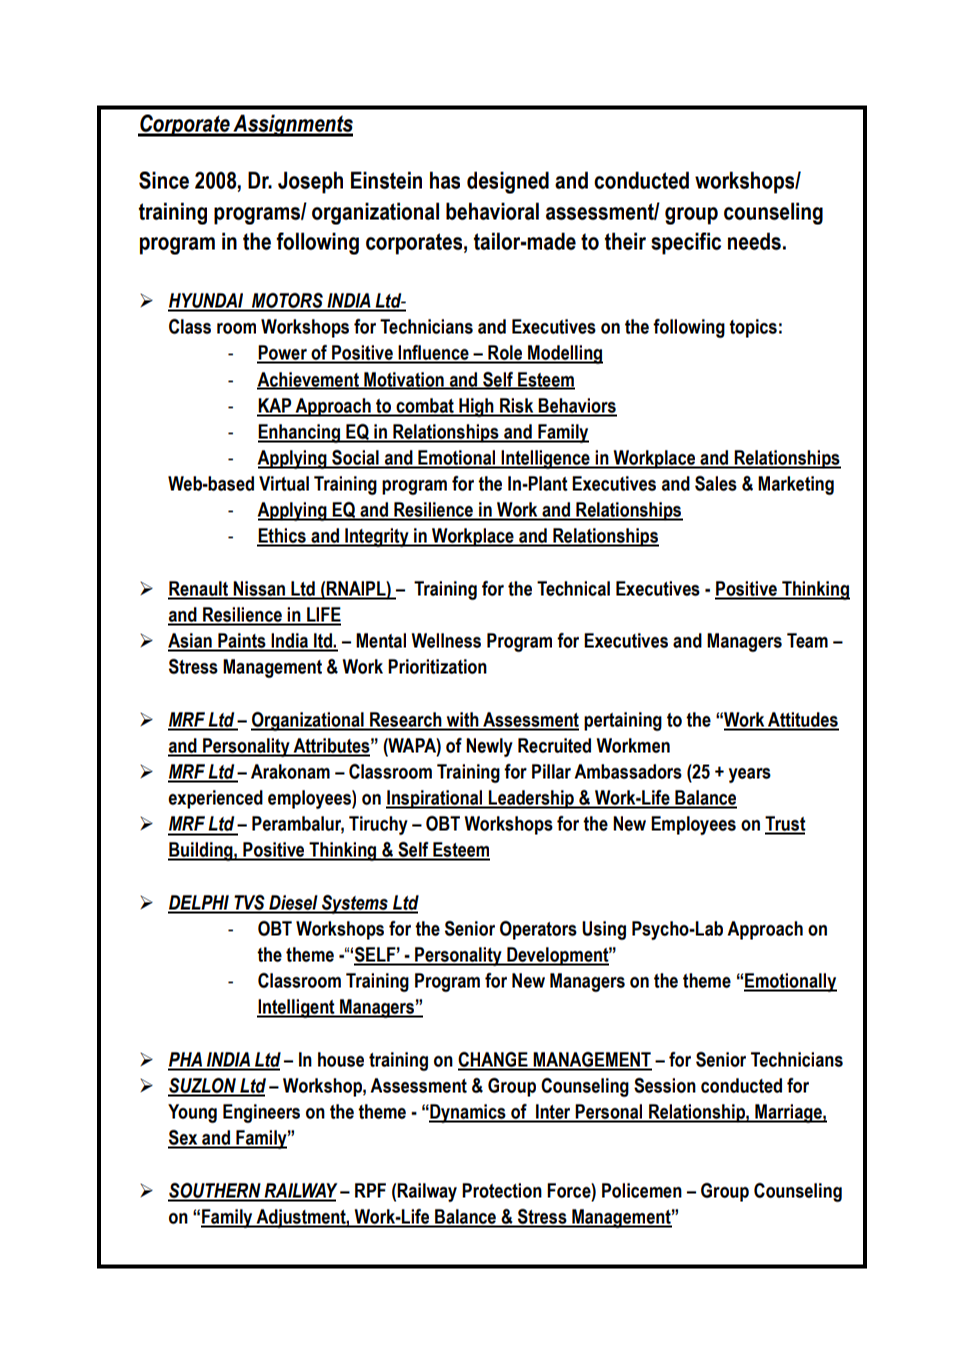 Corporate Assignments
Since 2008, Dr. Joseph Einstein has designed and conducted workshops/
training programs/ organizational behavioral assessment/ group counseling
program in the following corporates, tailor-made to their specific needs.
➢ HYUNDAI MOTORS INDIA Ltd-
Class room Workshops for Technicians and Executives on the following topics:
- Power of Positive Influence – Role Modelling
- Achievement Motivation and Self Esteem
- KAP Approach to combat High Risk Behaviors
- Enhancing EQ in Relationships and Family
- Applying Social and Emotional Intelligence in Workplace and Relationships
Web-based Virtual Training program for the In-Plant Executives and Sales & Marketing
- Applying EQ and Resilience in Work and Relationships
- Ethics and Integrity in Workplace and Relationships
➢ Renault Nissan Ltd (RNAIPL) – Training for the Technical Executives - Positive Thinking
and Resilience in LIFE
➢ Asian Paints India ltd. – Mental Wellness Program for Executives and Managers Team –
Stress Management & Work Prioritization
➢ MRF Ltd – Organizational Research with Assessment pertaining to the “Work Attitudes
and Personality Attributes” (WAPA) of Newly Recruited Workmen
➢ MRF Ltd – Arakonam – Classroom Training for Pillar Ambassadors (25 + years
experienced employees) on Inspirational Leadership & Work-Life Balance
➢ MRF Ltd – Perambalur, Tiruchy – OBT Workshops for the New Employees on Trust
Building, Positive Thinking & Self Esteem
➢ DELPHI TVS Diesel Systems Ltd
- OBT Workshops for the Senior Operators Using Psycho-Lab Approach on
the theme -“‘SELF’ - Personality Development”
- Classroom Training Program for New Managers on the theme “Emotionally
Intelligent Managers”
➢ PHA INDIA Ltd – In house training on CHANGE MANAGEMENT – for Senior Technicians
➢ SUZLON Ltd – Workshop, Assessment & Group Counseling Session conducted for
Young Engineers on the theme - “Dynamics of Inter Personal Relationship, Marriage,
Sex and Family”
➢ SOUTHERN RAILWAY – RPF (Railway Protection Force) Policemen – Group Counseling
on “Family Adjustment, Work-Life Balance & Stress Management”